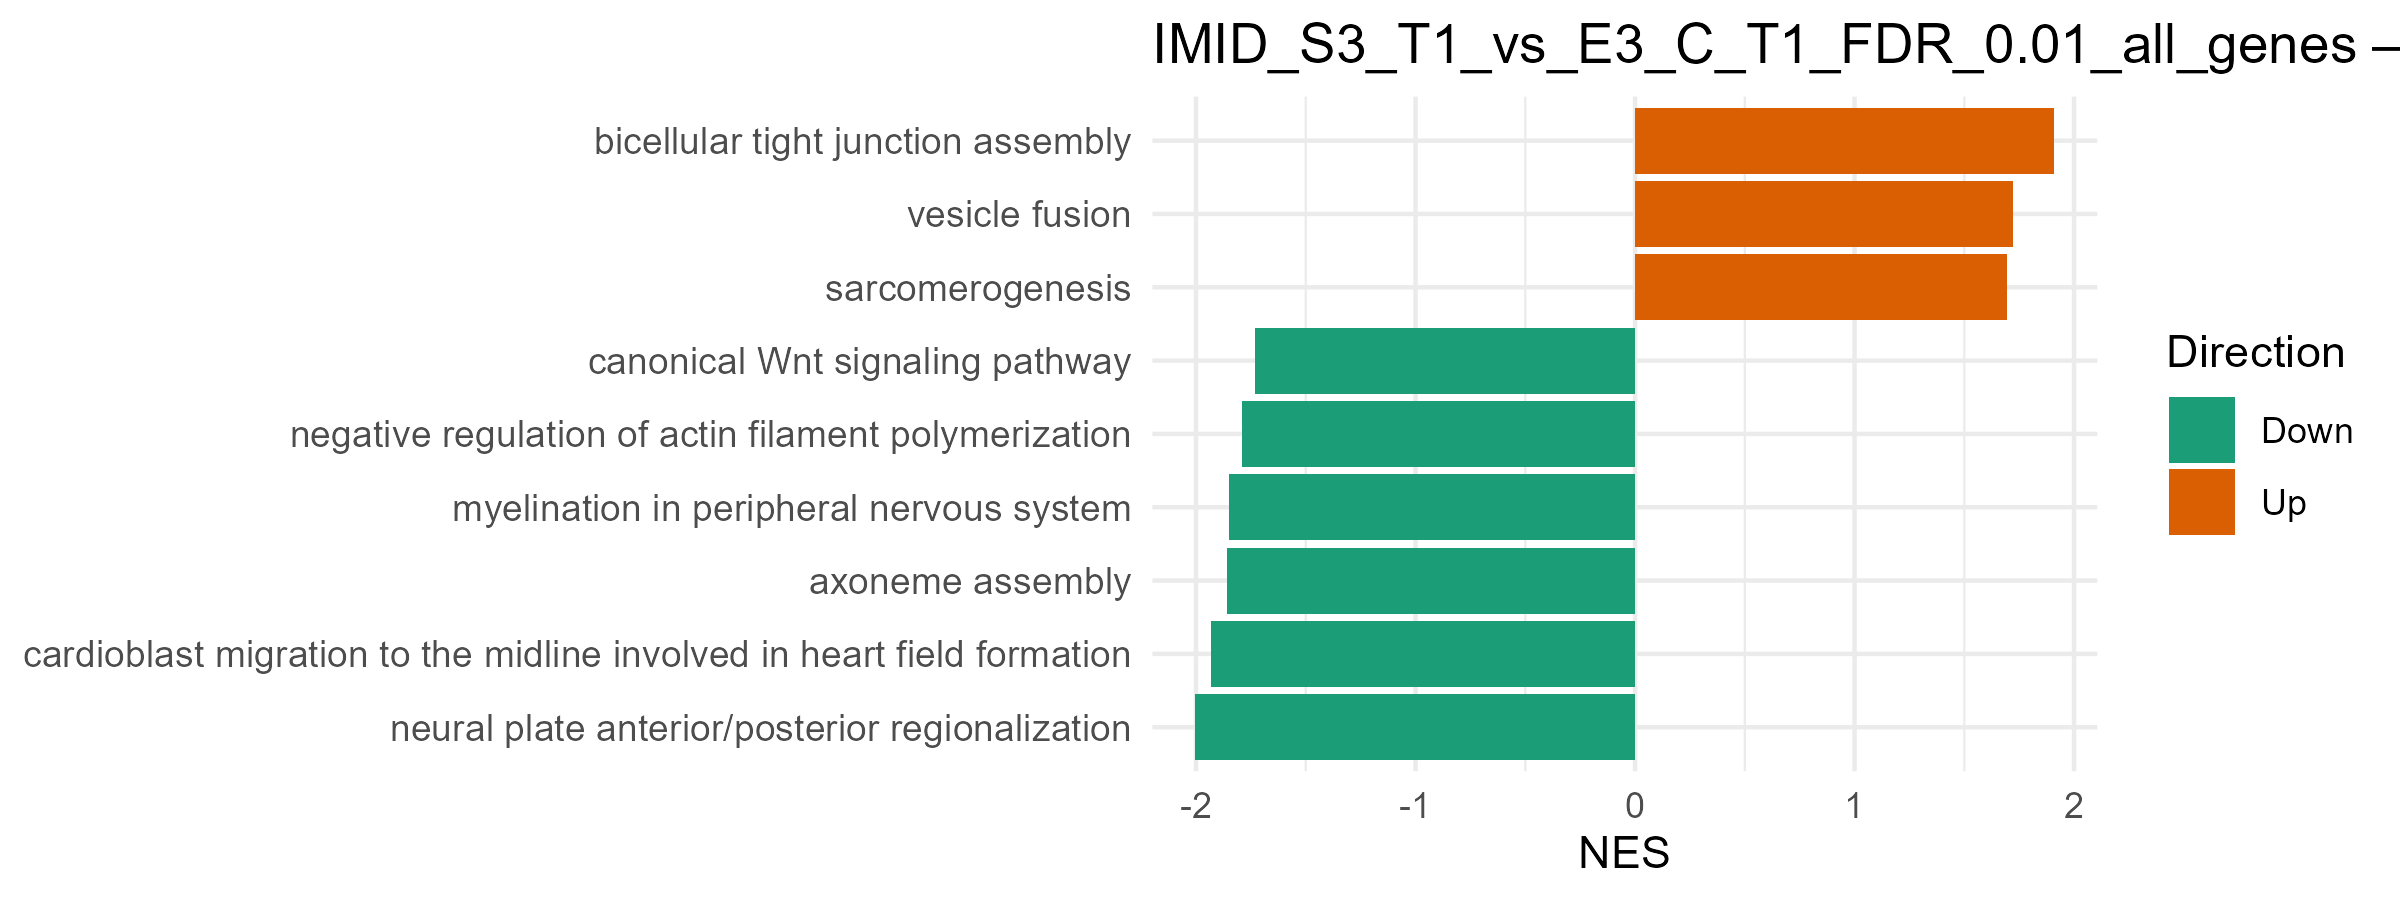 IMID_S3_T1_vs_E3_C_T1_FDR_0.01_all_genes –
bicellular tight junction assembly
vesicle fusion
sarcomerogenesis
canonical Wnt signaling pathway
negative regulation of actin filament polymerization
myelination in peripheral nervous system
axoneme assembly
cardioblast migration to the midline involved in heart field formation
neural plate anterior/posterior regionalization
-2
-1
0
1
2
NES
Direction
Down
Up